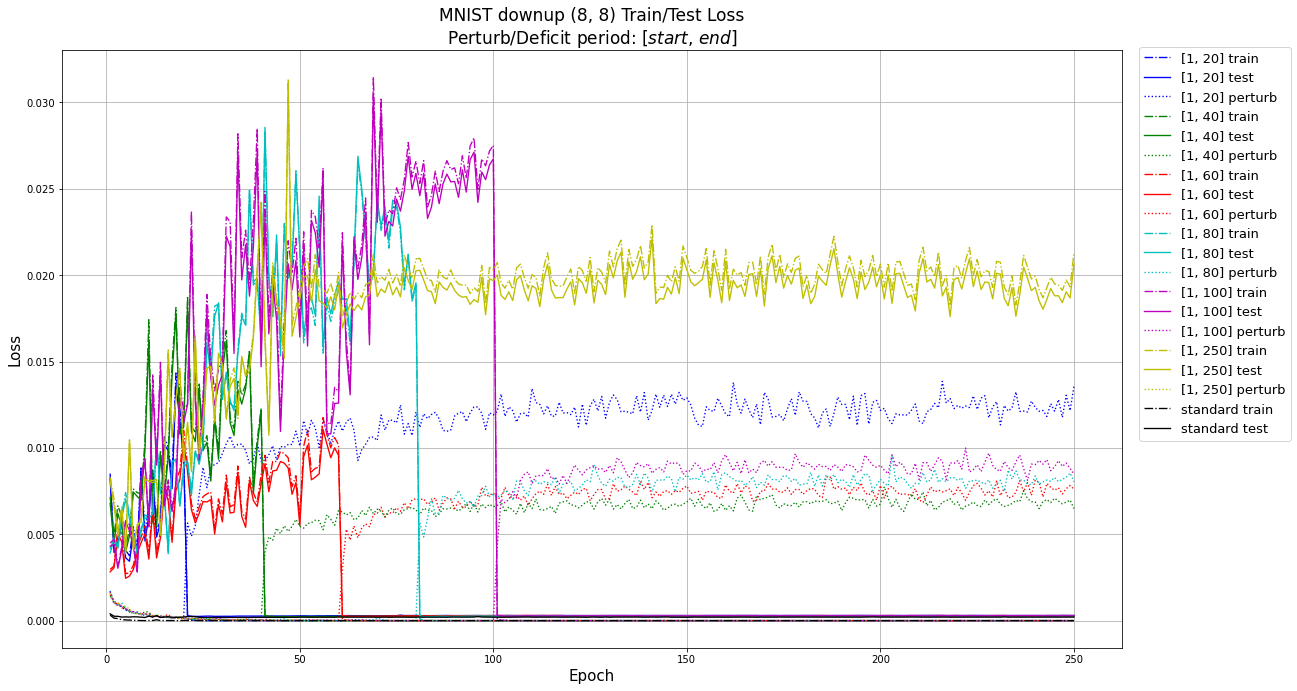 MNIST downup (8, 8) Train/Test Loss
Perturb/Deficit period: [start, end]
Loss
0.030
0.025
0.020
0.015
0.010
0.005
0.000
0
50
100
150
200
250
Epoch
[1, 20] train
[1, 20] test
[1, 20] perturb
[1, 40] train
[1, 40] test
[1, 40] perturb
[1, 60] train
[1, 60] test
[1, 60] perturb
[1, 80] train
[1, 80] test
[1, 80] perturb
[1, 100] train
[1, 100] test
[1, 100] perturb
[1, 250] train
[1, 250] test
[1, 250] perturb
standard train
standard test